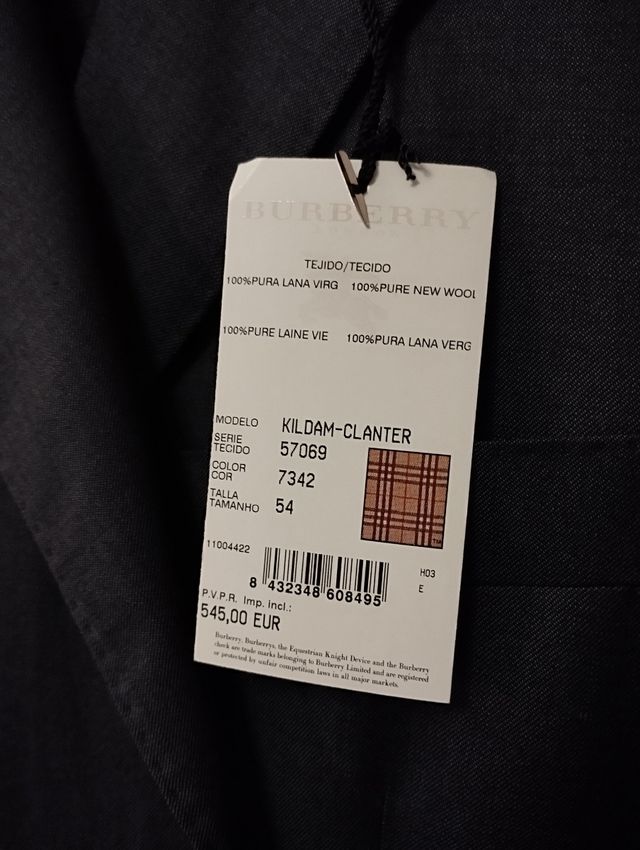 BURBERRY
LONDON
TEJIDO/TECIDO
100%PURA LANA VIRG 100%PURE NEW WOOL
100%PURE LAINE VIE 100%PURA LANA VERG
MODELO KILDAM-CLANTER
SERIE TECIDO 57069
COLOR COR 7342
TALLA TAMANHO 54
11004422
H03
E
8 432348 608495
P.V.P.R. Imp. incl.:
545,00 EUR
Burberry, Burberrys, the Equestrian Knight Device and the Burberry
check are trade marks belonging to Burberry Limited and are registered
or protected by unfair competition laws in all major markets.